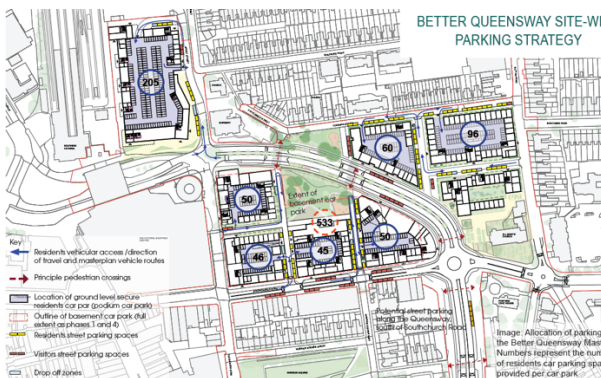 BETTER QUEENSWAY SITE-WI
PARKING STRATEGY
205
60
96
50
Extent of
basement car
park
533
46
45
50
Key
Residents vehicular access /direction
of travel and masterplan vehicle routes
Principle pedestrian crossings
Location of ground level secure
residents car par (podium car park)
Outline of basement car park (full
extent as phases 1 and 4)
Residents street parking spaces
Visitors street parking spaces
Drop off zones
Potential street parking
along the Queensway
south of Southchurch Road
Image: Allocation of parking
the Better Queensway Mast
Numbers represent the num
of residents car parking spa
provided per car park